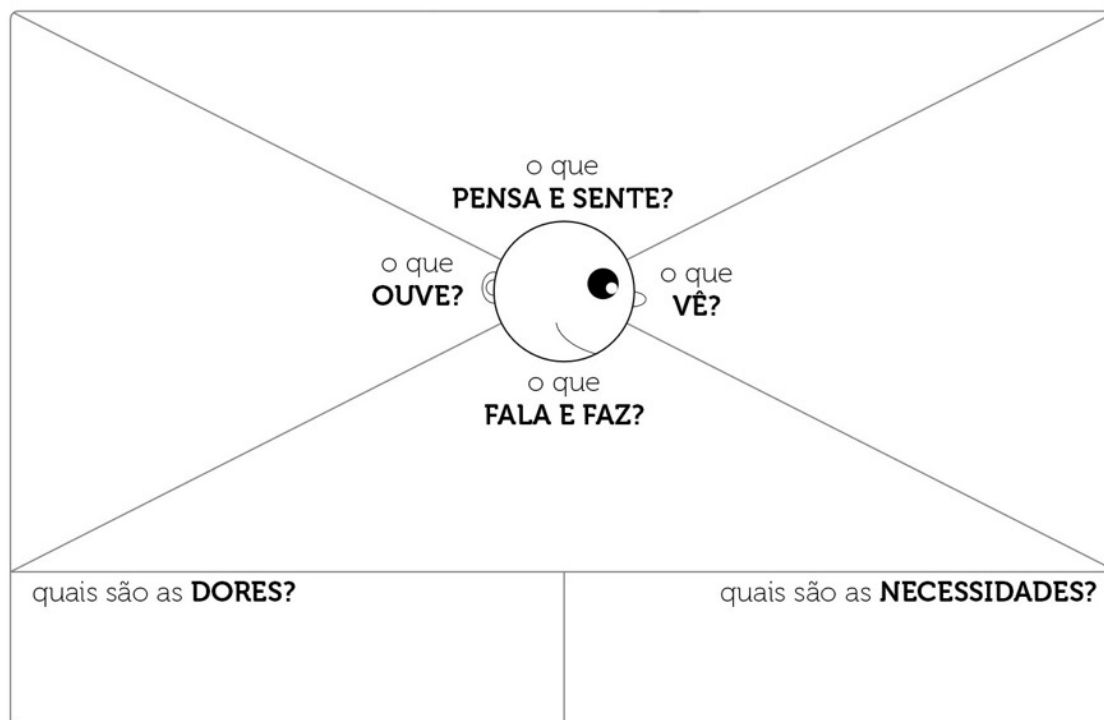 o que
PENSA E SENTE?
o que
OUVE?
o que
VÊ?
o que
FALA E FAZ?
quais são as DORES?
quais são as NECESSIDADES?